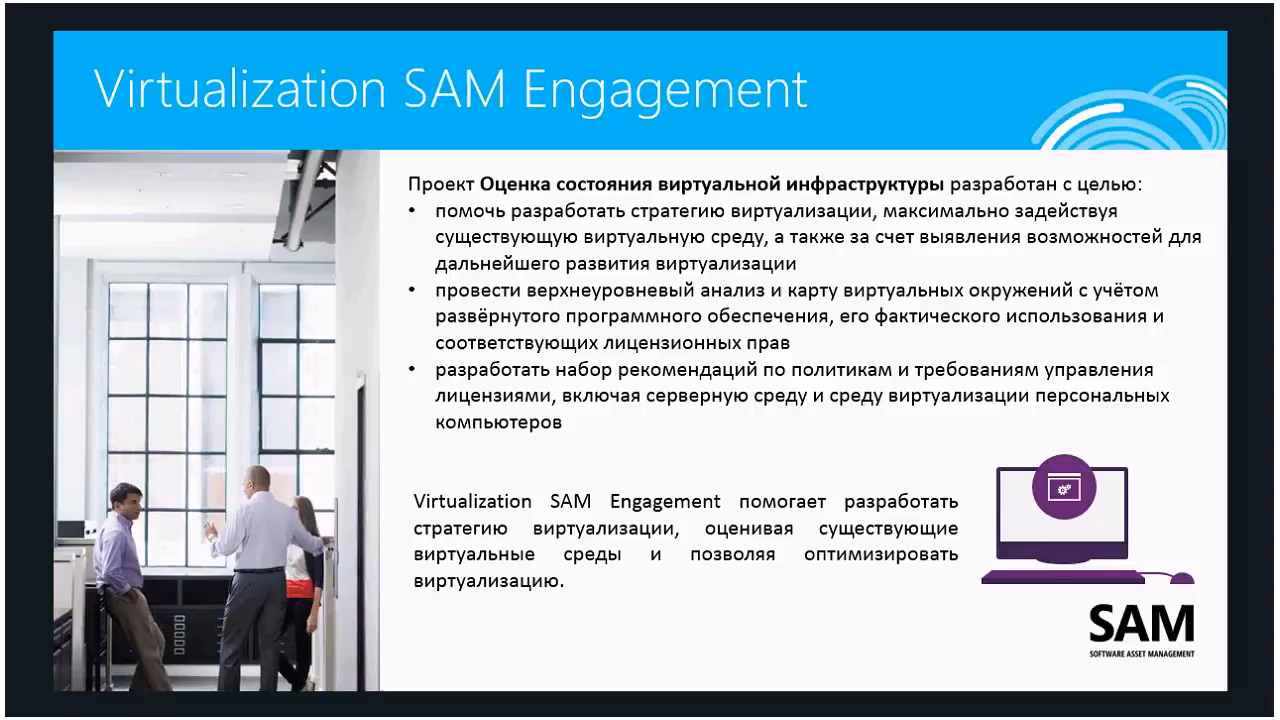 Virtualization SAM Engagement
Проект Оценка состояния виртуальной инфраструктуры разработан с целью:
• помочь разработать стратегию виртуализации, максимально задействуя
существующую виртуальную среду, а также за счет выявления возможностей для
дальнейшего развития виртуализации
• провести верхнеуровневый анализ и карту виртуальных окружений с учётом
развёрнутого программного обеспечения, его фактического использования и
соответствующих лицензионных прав
• разработать набор рекомендаций по политикам и требованиям управления
лицензиями, включая серверную среду и среду виртуализации персональных
компьютеров
Virtualization SAM Engagement помогает разработать
стратегию виртуализации, оценивая существующие
виртуальные среды и позволяя оптимизировать
виртуализацию.
SAM
SOFTWARE ASSET MANAGEMENT